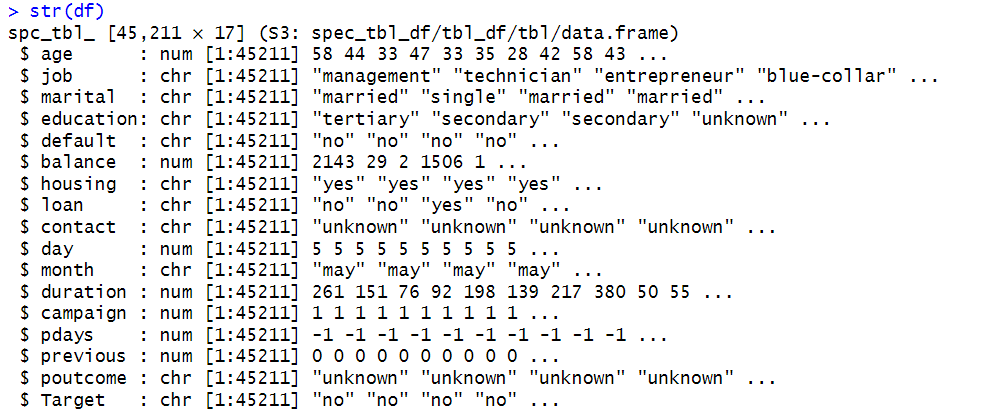 > str(df)
spc_tbl_ [45,211 × 17] (S3: spec_tbl_df/tbl_df/tbl/data.frame)
 $ age      : num [1:45211] 58 44 33 47 33 35 28 42 58 43 ...
 $ job      : chr [1:45211] "management" "technician" "entrepreneur" "blue-collar" ...
 $ marital  : chr [1:45211] "married" "single" "married" "married" ...
 $ education: chr [1:45211] "tertiary" "secondary" "secondary" "unknown" ...
 $ default  : chr [1:45211] "no" "no" "no" "no" ...
 $ balance  : num [1:45211] 2143 29 2 1506 1 ...
 $ housing  : chr [1:45211] "yes" "yes" "yes" "yes" ...
 $ loan     : chr [1:45211] "no" "no" "yes" "no" ...
 $ contact  : chr [1:45211] "unknown" "unknown" "unknown" "unknown" ...
 $ day      : num [1:45211] 5 5 5 5 5 5 5 5 5 5 ...
 $ month    : chr [1:45211] "may" "may" "may" "may" ...
 $ duration : num [1:45211] 261 151 76 92 198 139 217 380 50 55 ...
 $ campaign : num [1:45211] 1 1 1 1 1 1 1 1 1 1 ...
 $ pdays    : num [1:45211] -1 -1 -1 -1 -1 -1 -1 -1 -1 -1 ...
 $ previous : num [1:45211] 0 0 0 0 0 0 0 0 0 0 ...
 $ poutcome : chr [1:45211] "unknown" "unknown" "unknown" "unknown" ...
 $ Target   : chr [1:45211] "no" "no" "no" "no" ...